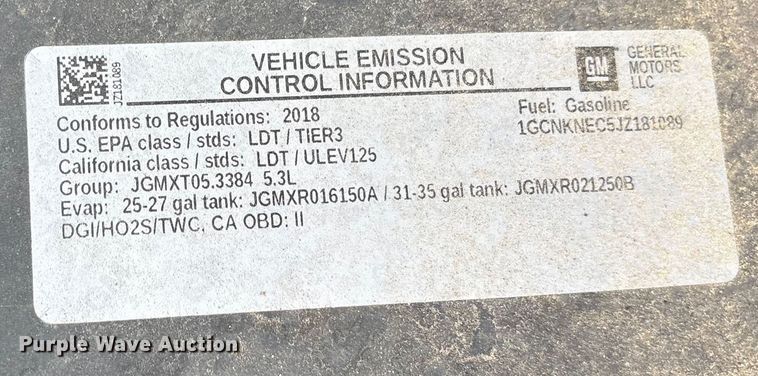 JZ181089
VEHICLE EMISSION
CONTROL INFORMATION
GM
GENERAL
MOTORS
LLC
Conforms to Regulations: 2018
Fuel: Gasoline
U.S. EPA class / stds: LDT / TIER3
1GCNKNEC5JZ181089
California class / stds: LDT / ULEV125
Group: JGMXT05.3384 5.3L
Evap: 25-27 gal tank: JGMXR016150A / 31-35 gal tank: JGMXR021250B
DGI/HO2S/TWC, CA OBD: II
Purple Wave Auction